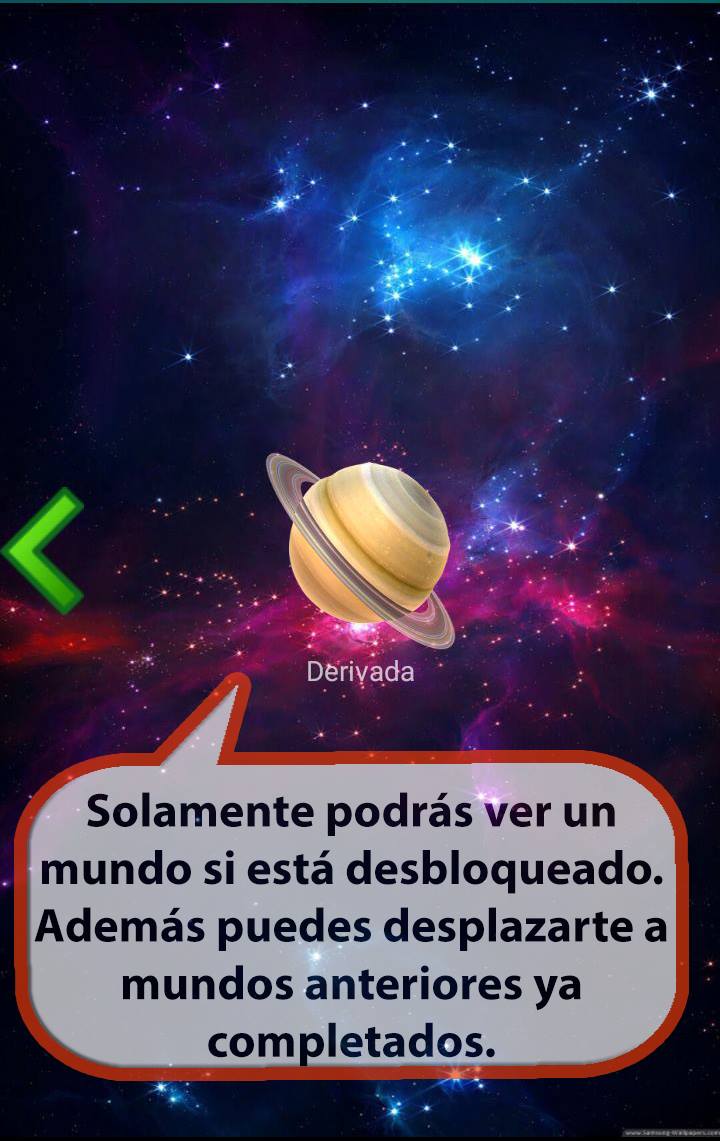 Derivada
Solamente podrás ver un
mundo si está desbloqueado.
Además puedes desplazarte a
mundos anteriores ya
completados.
www.Samsung-Wallpapers.com